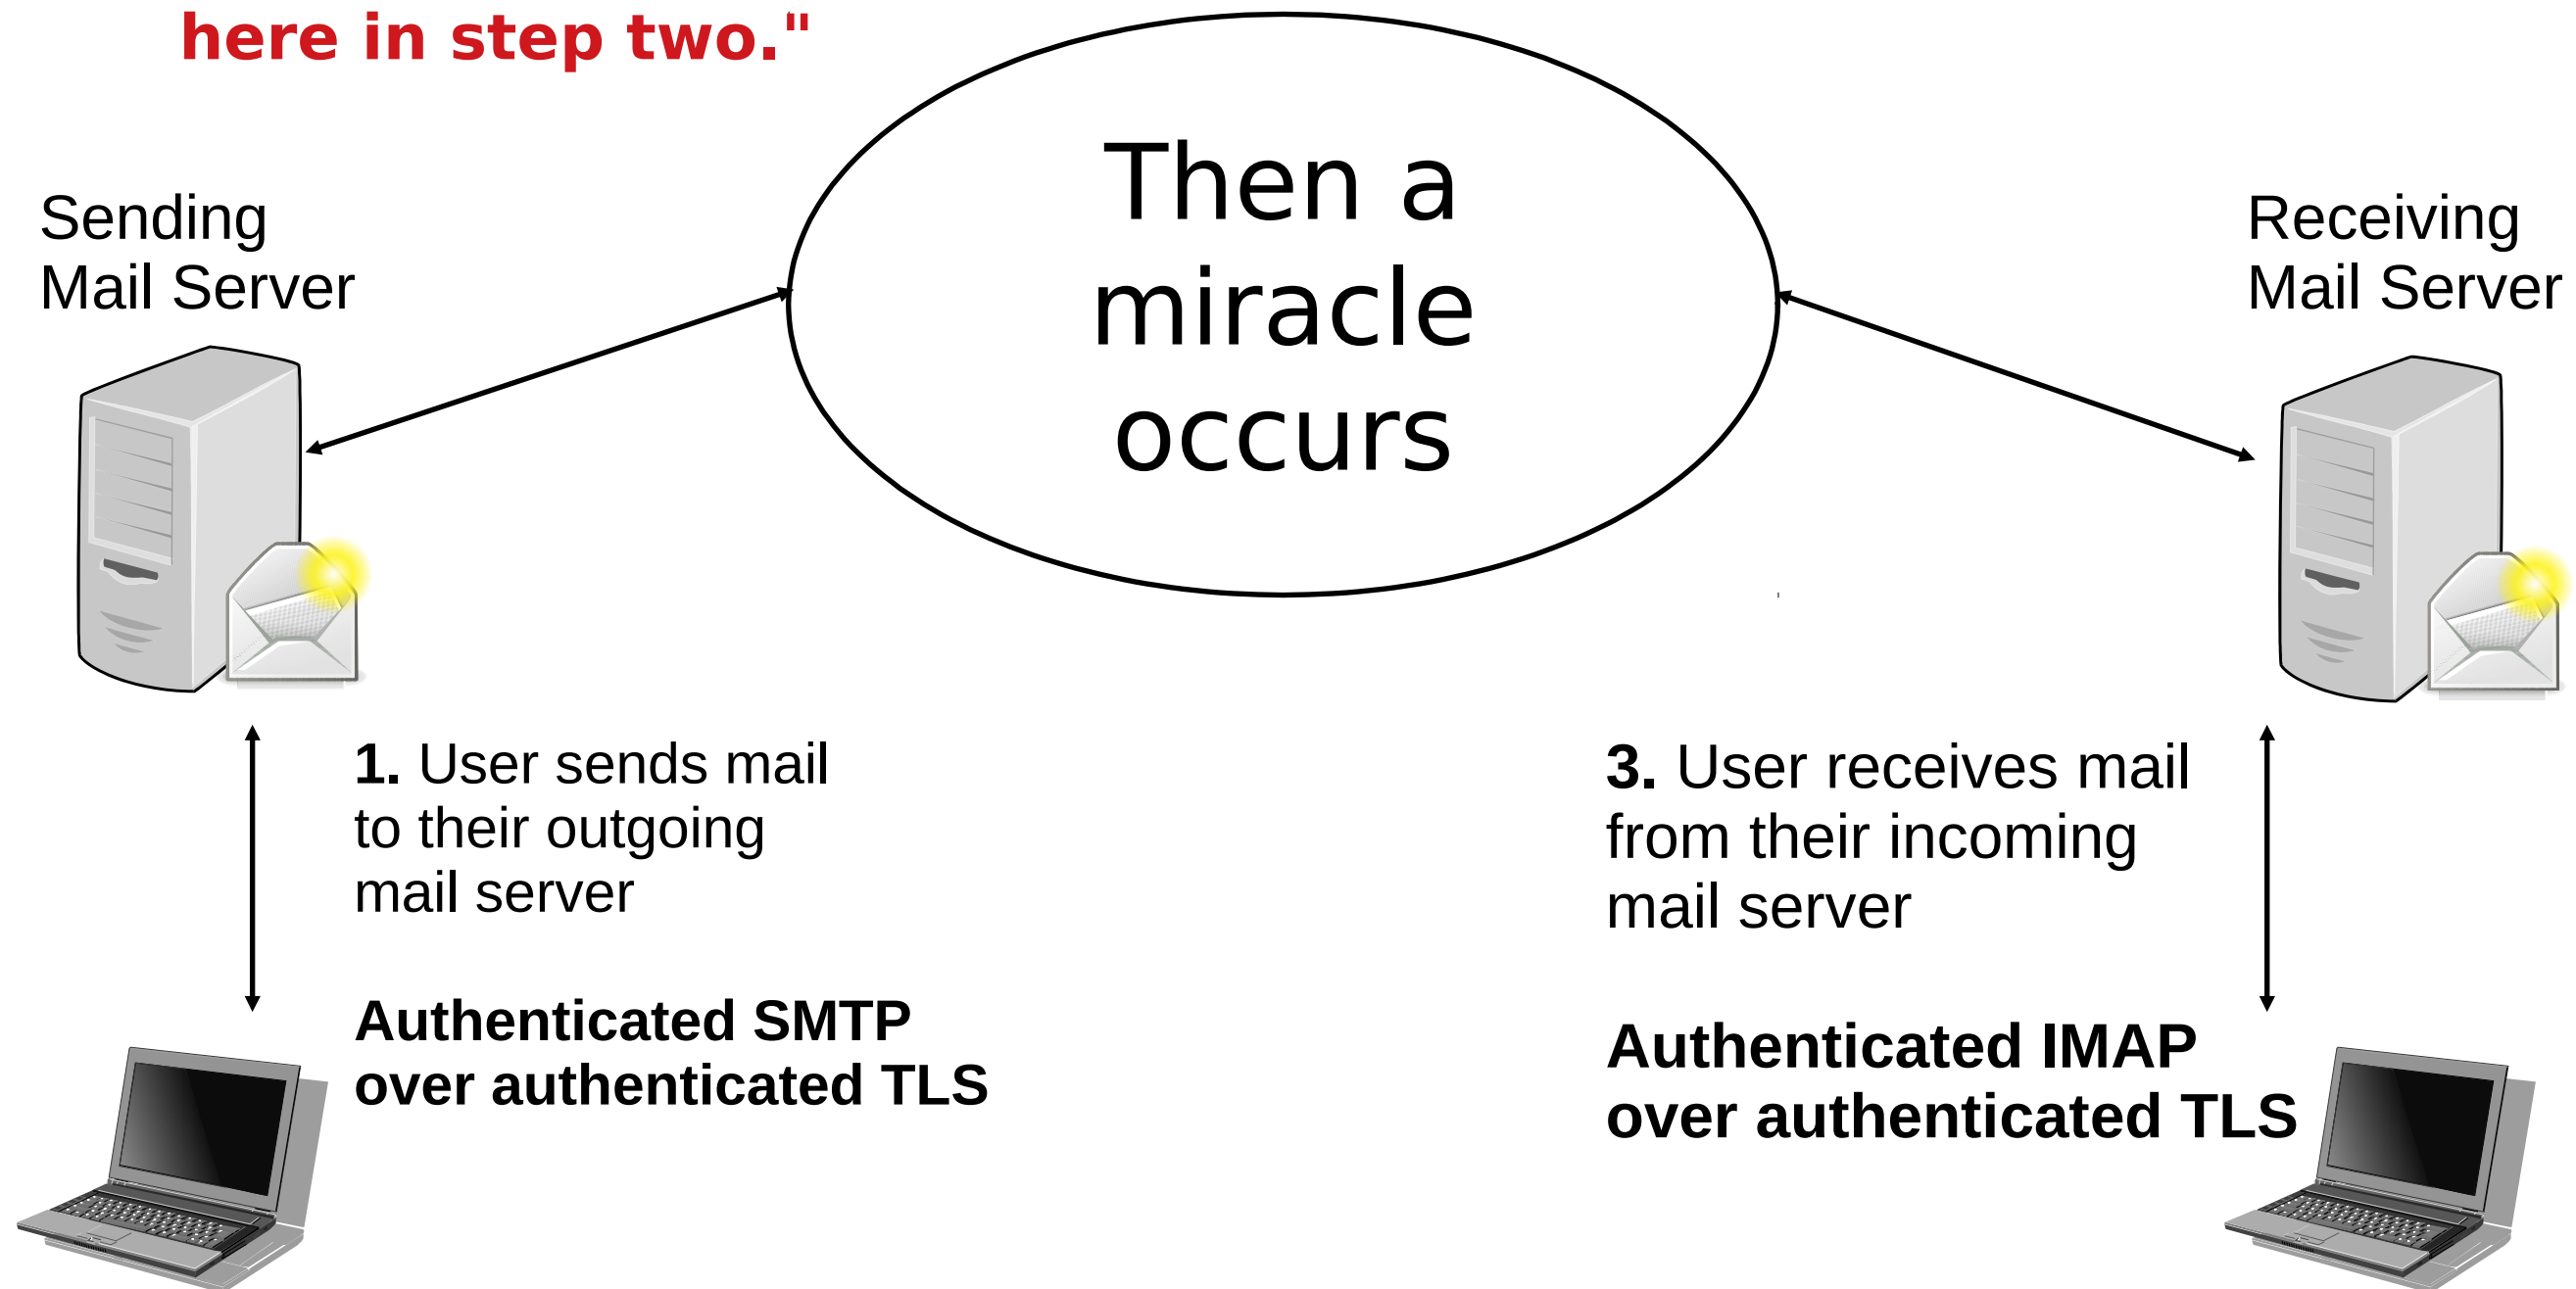 here in step two."
Then a
miracle
occurs
Sending
Mail Server
Receiving
Mail Server
1. User sends mail
to their outgoing
mail server
Authenticated SMTP
over authenticated TLS
3. User receives mail
from their incoming
mail server
Authenticated IMAP
over authenticated TLS